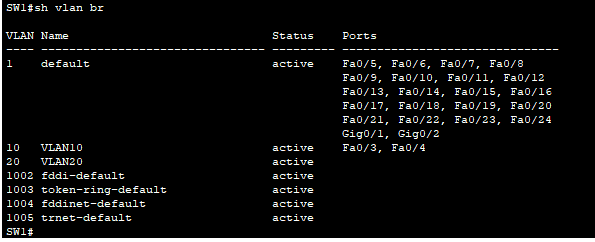 SW1#sh vlan br
VLAN Name Status Ports
---- -------------------------------- --------- -------------------------------
1 default active Fa0/5, Fa0/6, Fa0/7, Fa0/8
Fa0/9, Fa0/10, Fa0/11, Fa0/12
Fa0/13, Fa0/14, Fa0/15, Fa0/16
Fa0/17, Fa0/18, Fa0/19, Fa0/20
Fa0/21, Fa0/22, Fa0/23, Fa0/24
Gig0/1, Gig0/2
10 VLAN10 active Fa0/3, Fa0/4
20 VLAN20 active
1002 fddi-default active
1003 token-ring-default active
1004 fddinet-default active
1005 trnet-default active
SW1#